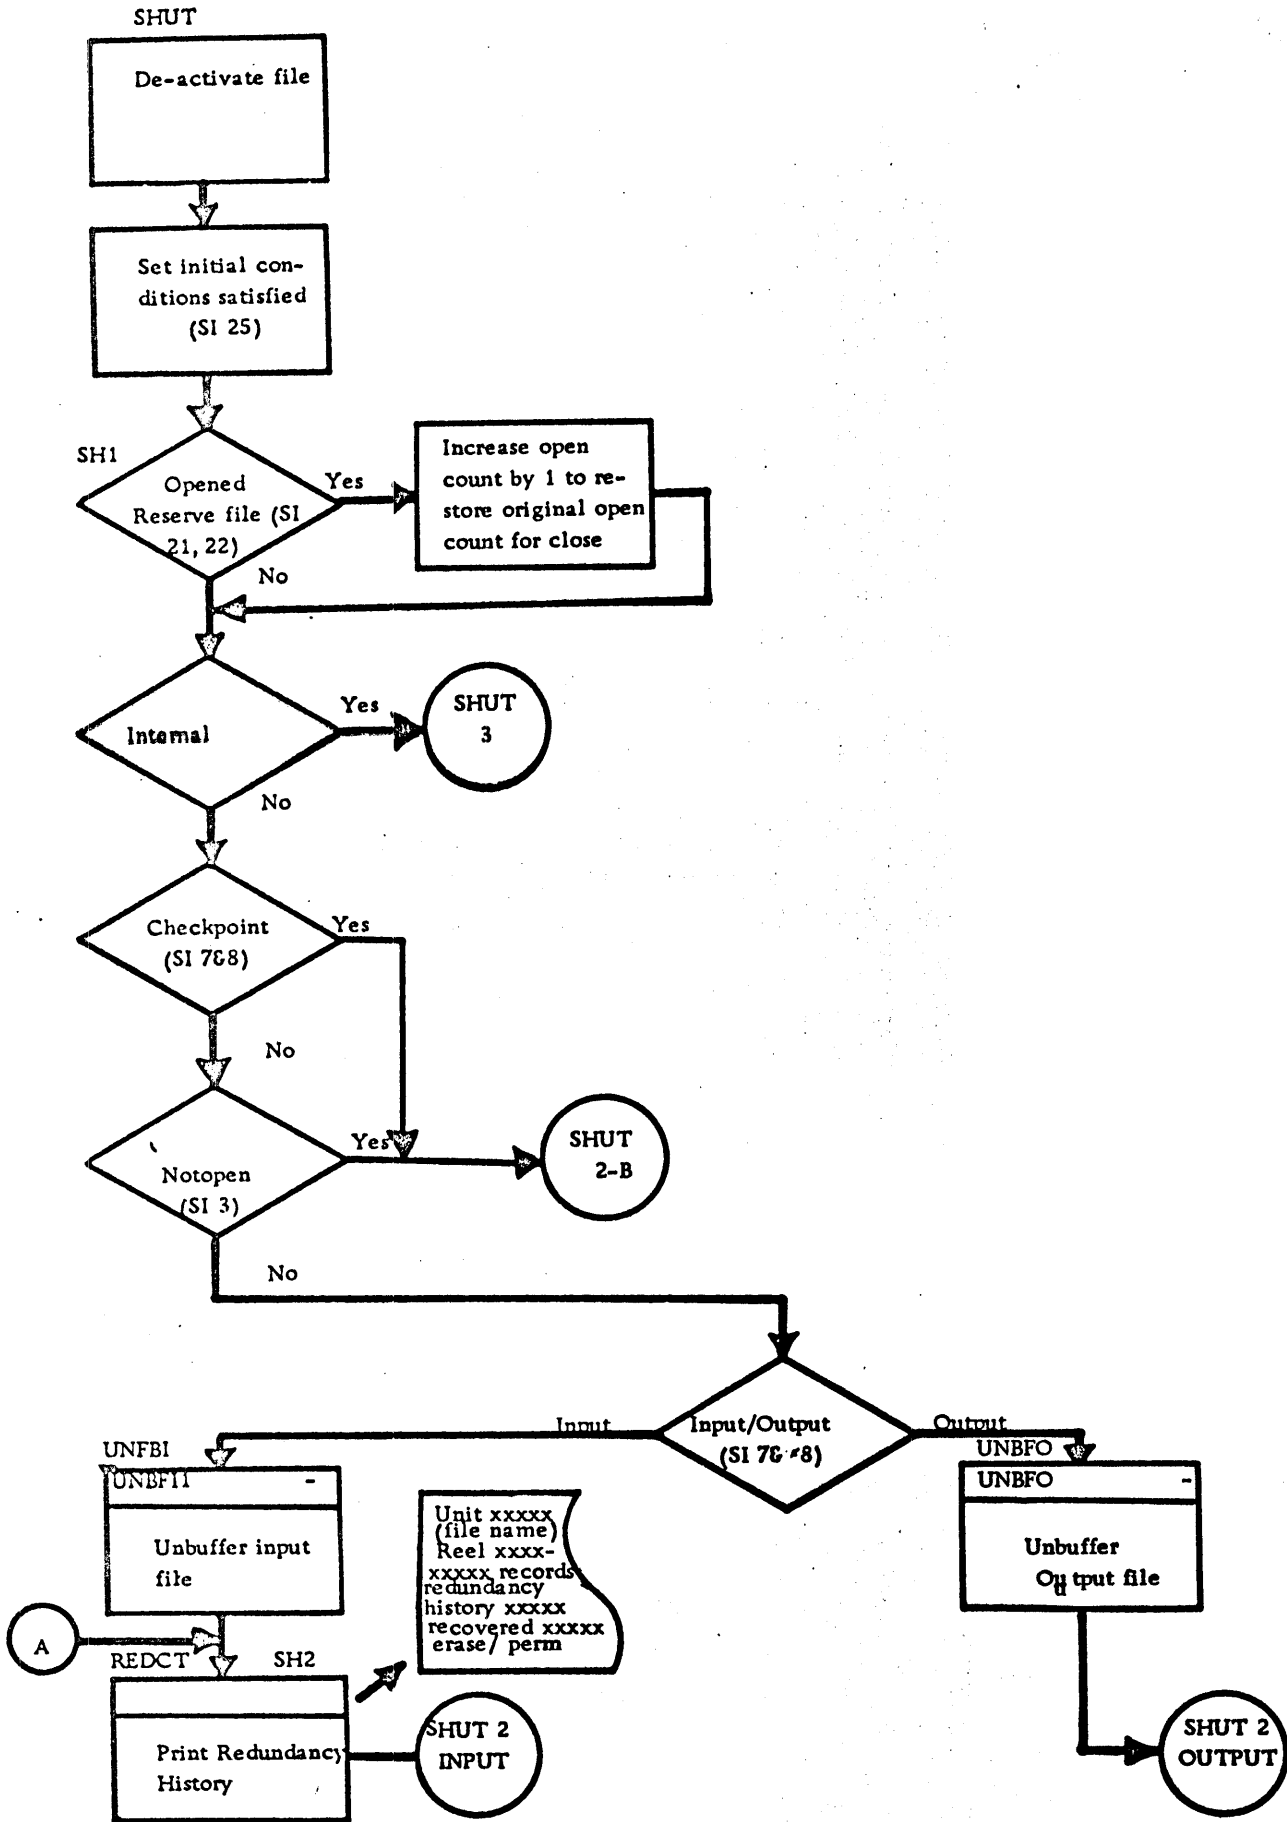 SHUT
De-activate file
Set initial con-
ditions satisfied
(SI 25)
SH1
Opened
Reserve file (SI
21, 22)
Yes
Increase open
count by 1 to re-
store original open
count for close
No
Internal
Yes
SHUT
3
No
Checkpoint
(SI 7&8)
Yes
No
Notopen
(SI 3)
Yes
SHUT
2-B
No
Input/Output
(SI 7& 8)
Input
Output
UNFBI
UNBFI1 -
Unbuffer input
file
UNBFO
UNBFO -
Unbuffer
Output file
Unit xxxxx
(file name)
Reel xxxx-
xxxxx records
redundancy
history xxxxx
recovered xxxxx
erase/ perm
A
REDCT
SH2
Print Redundancy
History
SHUT 2
INPUT
SHUT 2
OUTPUT